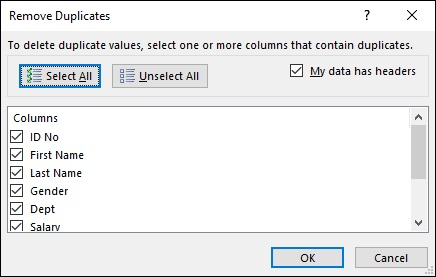 Remove Duplicates
?
To delete duplicate values, select one or more columns that contain duplicates.
Select All
Unselect All
My data has headers
Columns
ID No
First Name
Last Name
Gender
Dept
Salary
OK
Cancel